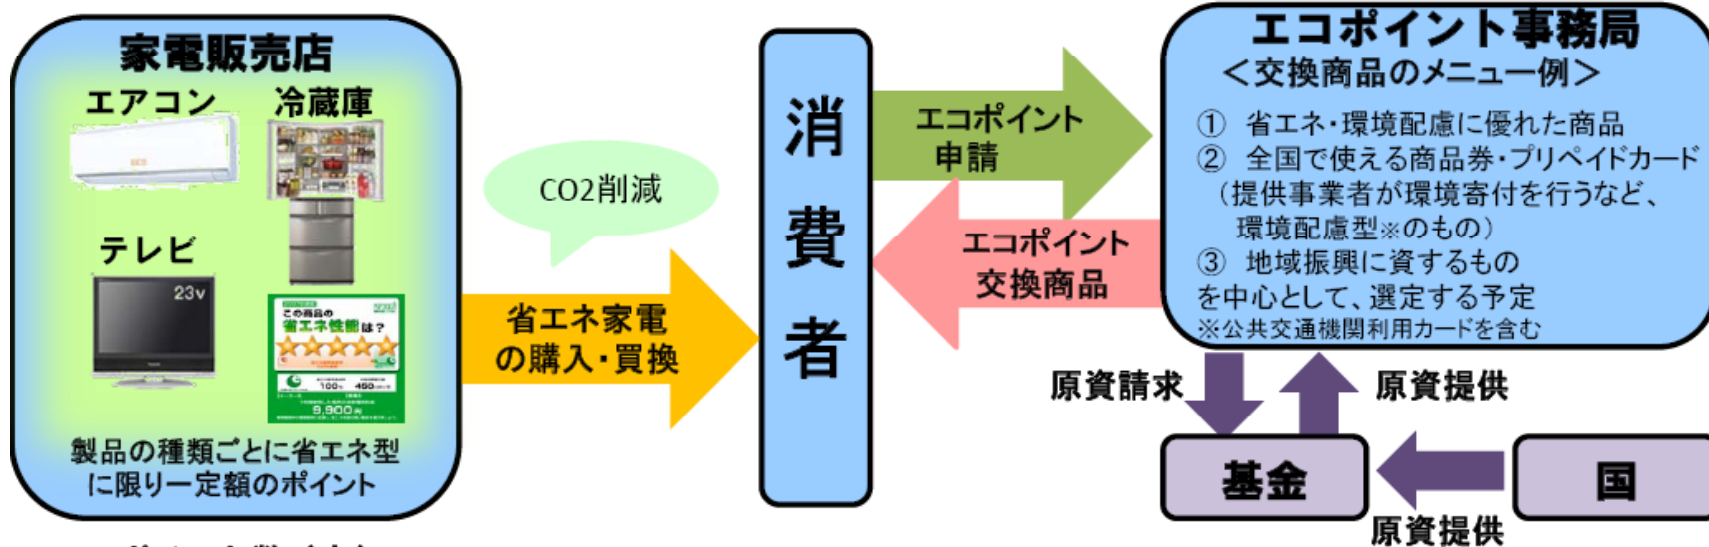 家電販売店
エアコン
冷蔵庫
テレビ
23v
この商品の
省エネ性能は?
100%
450
9,900円
製品の種類ごとに省エネ型
に限り一定額のポイント
CO2削減
省エネ家電
の購入・買換
消費者
エコポイント
申請
エコポイント
交換商品
エコポイント事務局
<交換商品のメニュー例>
① 省エネ・環境配慮に優れた商品
② 全国で使える商品券・プリペイドカード
(提供事業者が環境寄付を行うなど、
環境配慮型※のもの)
③ 地域振興に資するもの
を中心として、選定する予定
※公共交通機関利用カードを含む
原資請求
原資提供
基金
国
原資提供